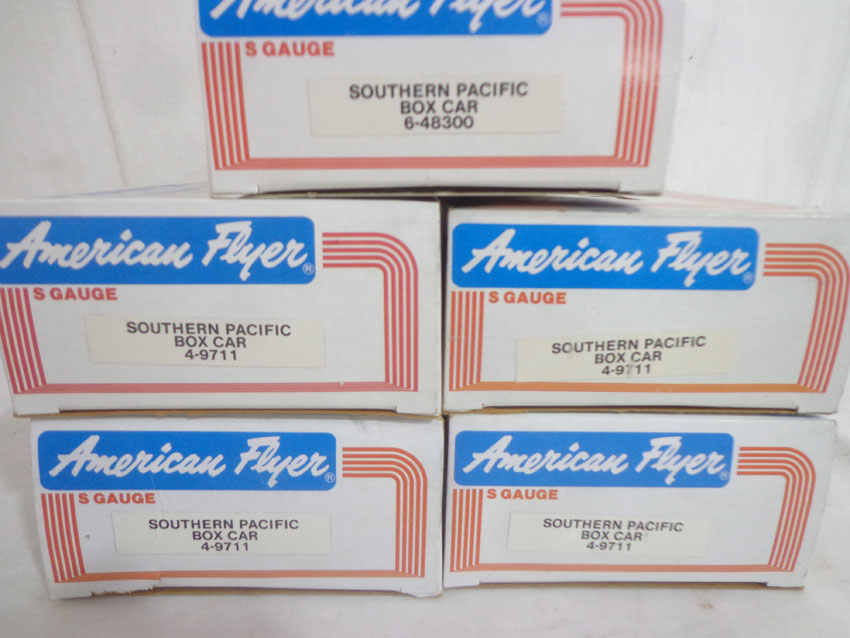 American Flyer®
S GAUGE
SOUTHERN PACIFIC
BOX CAR
6-48300
American Flyer®
S GAUGE
SOUTHERN PACIFIC
BOX CAR
4-9711
American Flyer®
S GAUGE
SOUTHERN PACIFIC
BOX CAR
4-9711
American Flyer®
S GAUGE
SOUTHERN PACIFIC
BOX CAR
4-9711
American Flyer®
S GAUGE
SOUTHERN PACIFIC
BOX CAR
4-9711